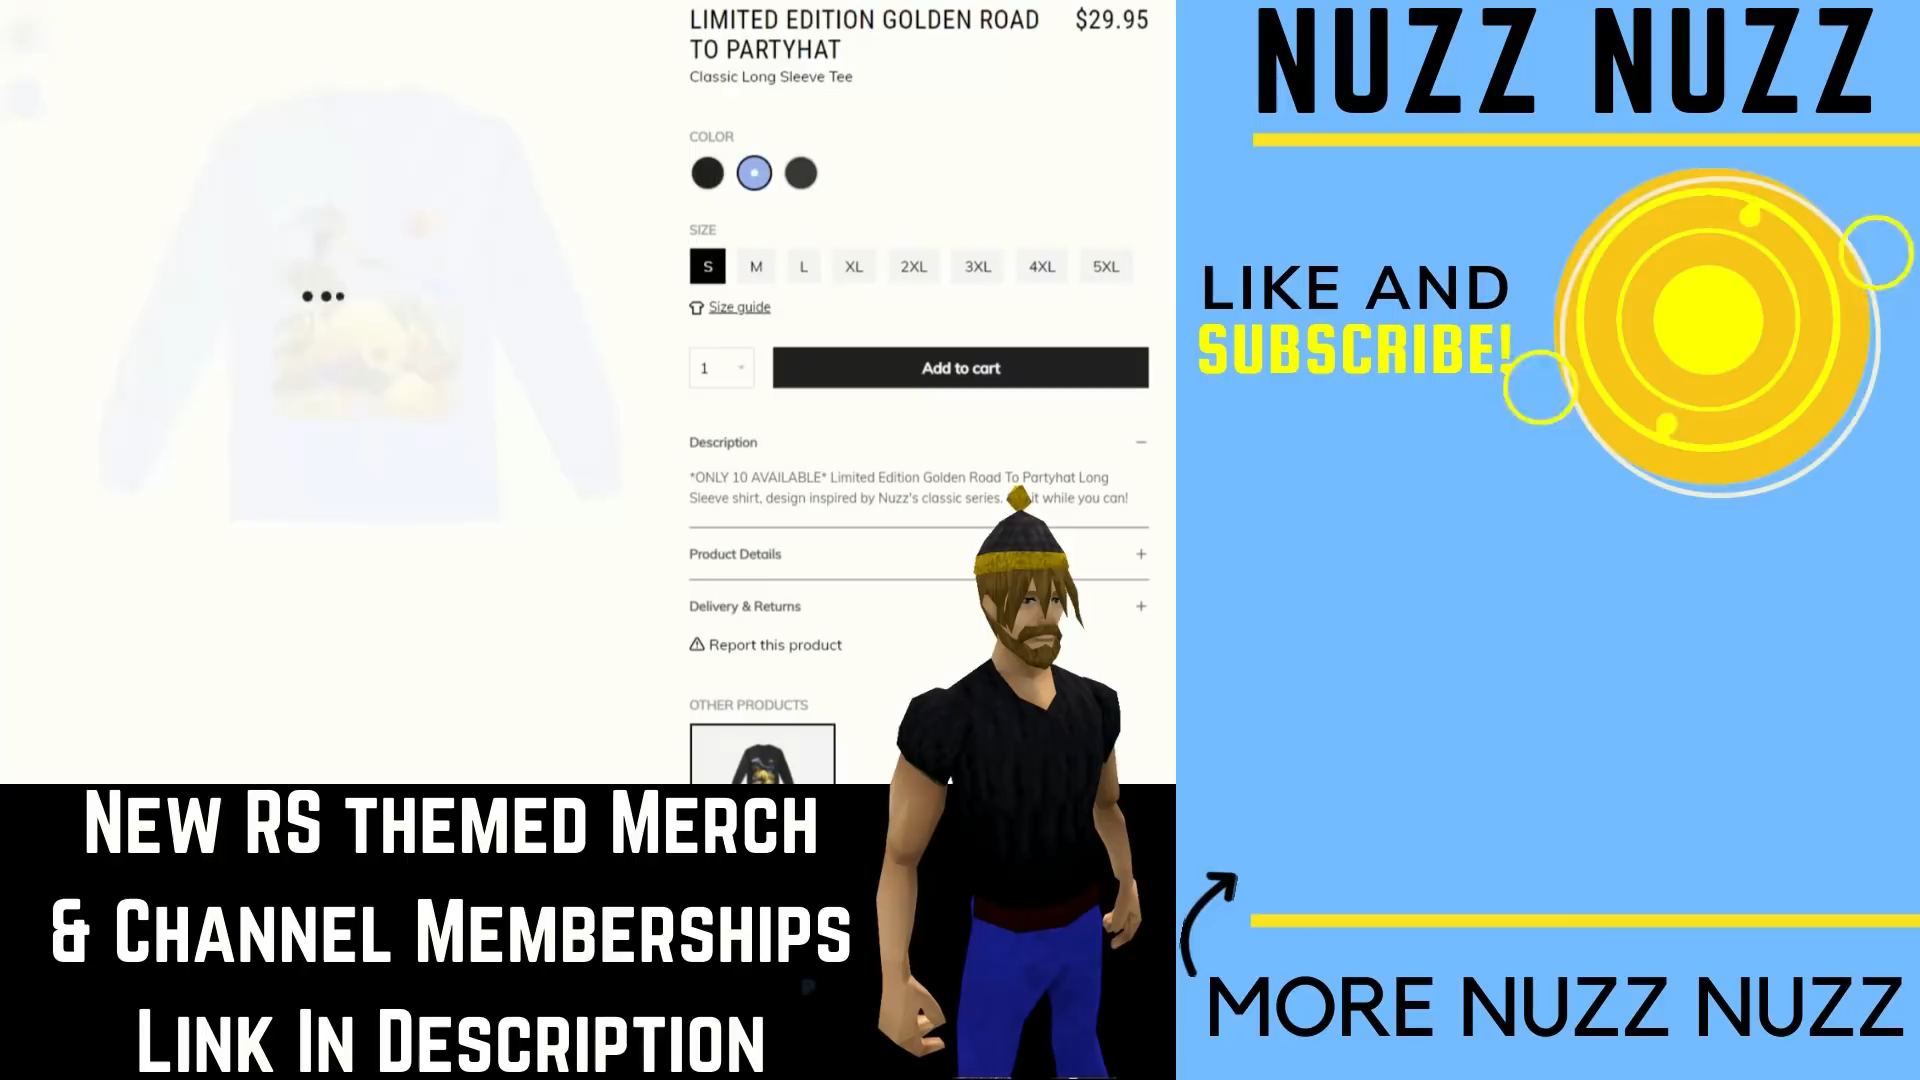 LIMITED EDITION GOLDEN ROAD $29.95
TO PARTYHAT
Classic Long Sleeve Tee
COLOR
SIZE
S M L XL 2XL 3XL 4XL 5XL
Size guide
1 Add to cart
Description
*ONLY 10 AVAILABLE* Limited Edition Golden Road To Partyhat Long
Sleeve shirt, design inspired by Nuzz's classic series. it while you can!
Product Details
Delivery & Returns
Report this product
OTHER PRODUCTS
NEW RS THEMED MERCH
& CHANNEL MEMBERSHIPS
LINK IN DESCRIPTION
NUZZ NUZZ
LIKE AND
SUBSCRIBE!
MORE NUZZ NUZZ